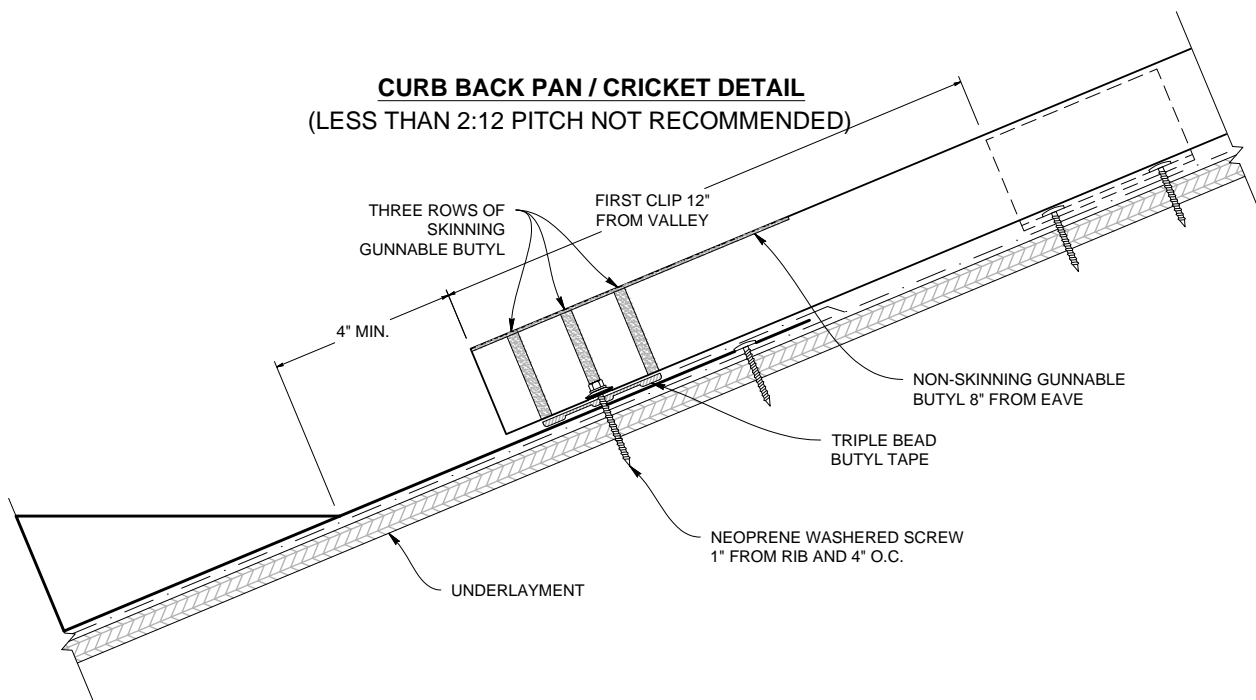 CURB BACK PAN / CRICKET DETAIL
(LESS THAN 2:12 PITCH NOT RECOMMENDED)
THREE ROWS OF
SKINNING
GUNNABLE BUTYL
FIRST CLIP 12"
FROM VALLEY
4" MIN.
NON-SKINNING GUNNABLE
BUTYL 8" FROM EAVE
TRIPLE BEAD
BUTYL TAPE
NEOPRENE WASHERED SCREW
1" FROM RIB AND 4" O.C.
UNDERLAYMENT